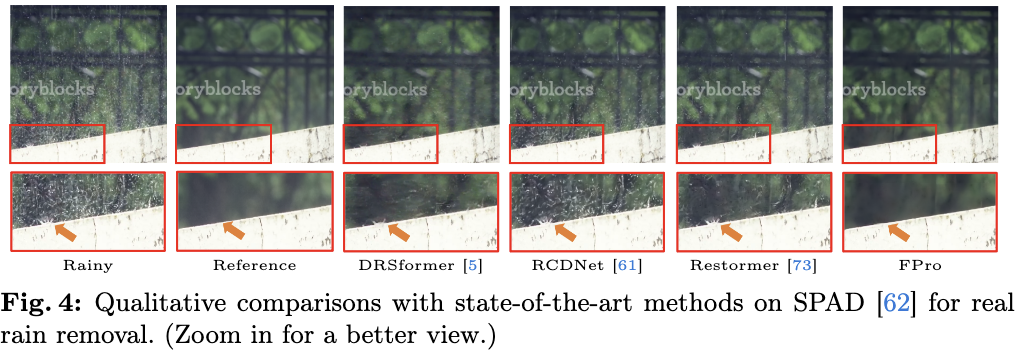 oryblocks oryblocks oryblocks oryblocks oryblocks oryblocks
Rainy Reference DRSformer [5] RCDNet [61] Restormer [73] FPro
Fig. 4: Qualitative comparisons with state-of-the-art methods on SPAD [62] for real
rain removal. (Zoom in for a better view.)